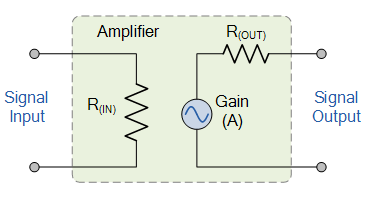 Amplifier
R(OUT)
Signal
Input
R(IN)
Gain
(A)
Signal
Output